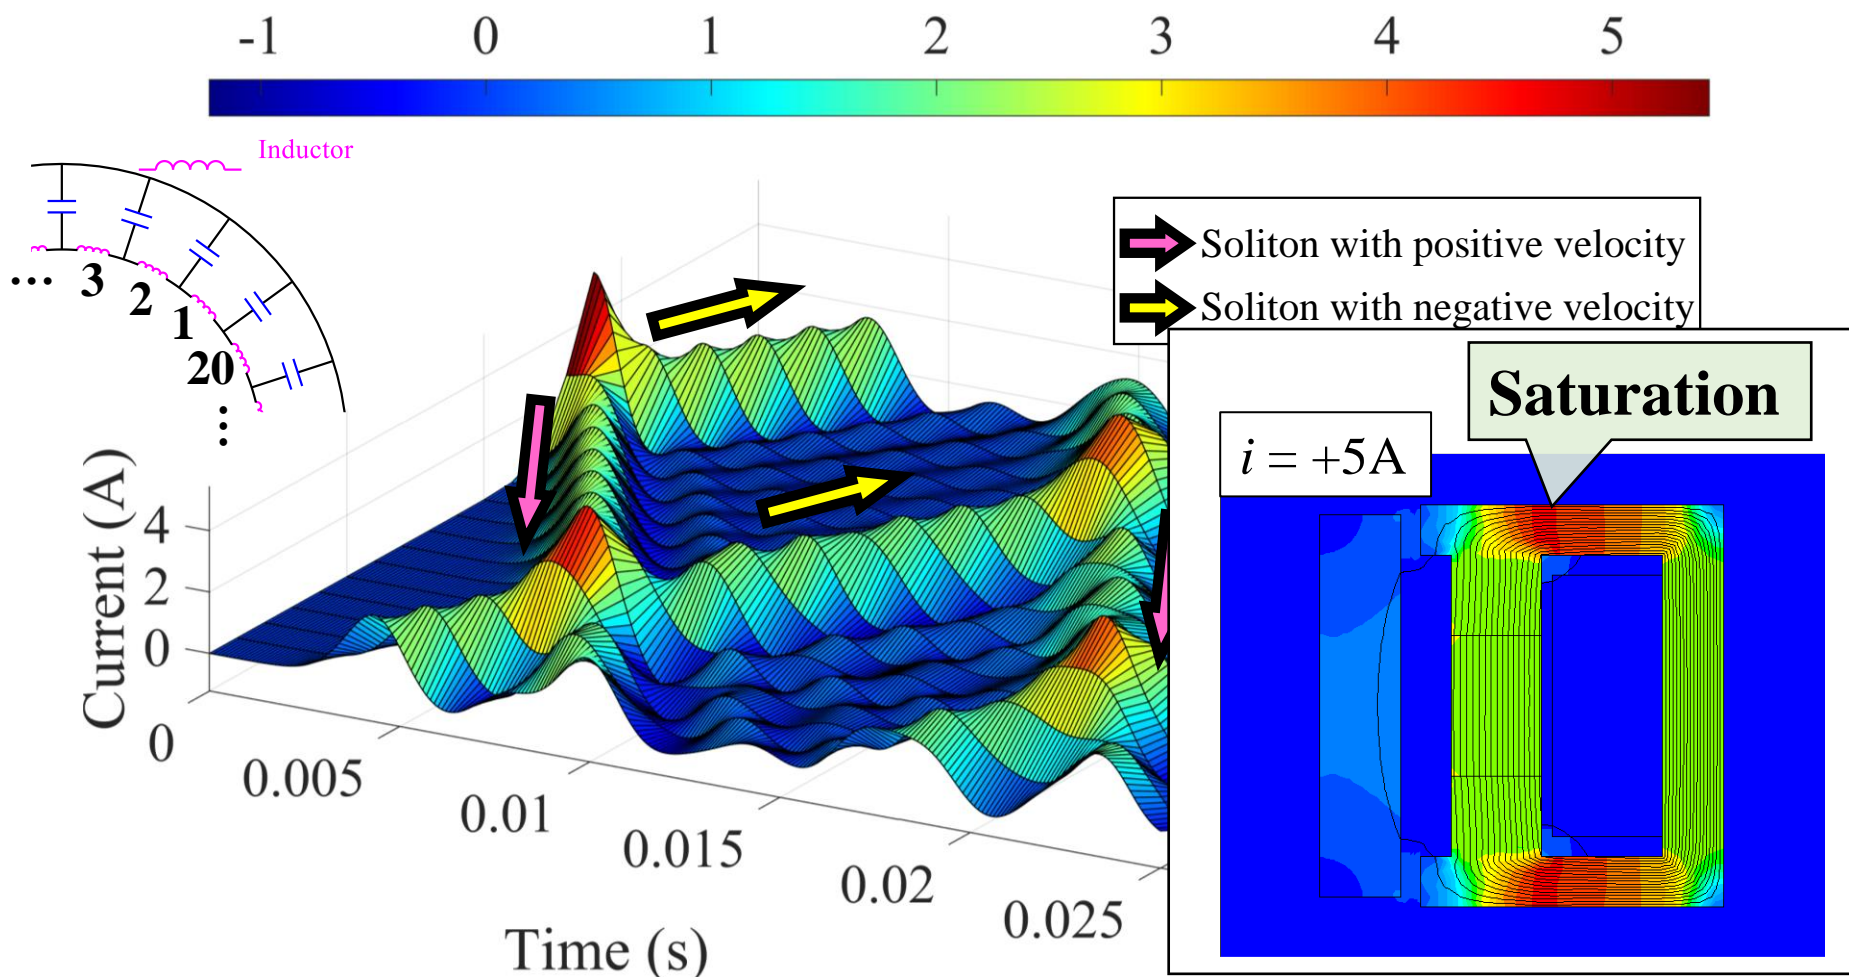 -1 0 1 2 3 4 5
Inductor
... 3 2 1 20 ...
Soliton with positive velocity
Soliton with negative velocity
Saturation
i = +5A
Current (A)
4
2
0
0
0.005
0.01
0.015
0.02
0.025
Time (s)